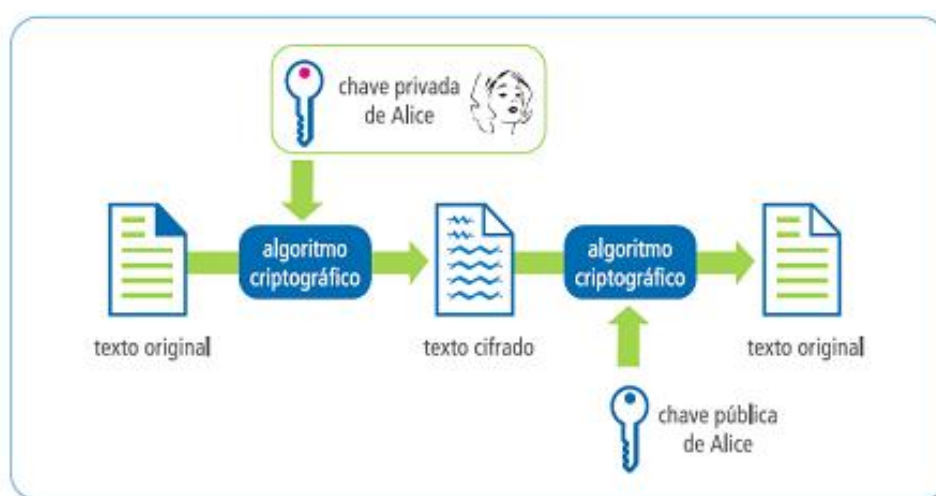 chave privada
de Alice
algoritmo
criptográfico
algoritmo
criptográfico
texto original
texto cifrado
texto original
chave pública
de Alice